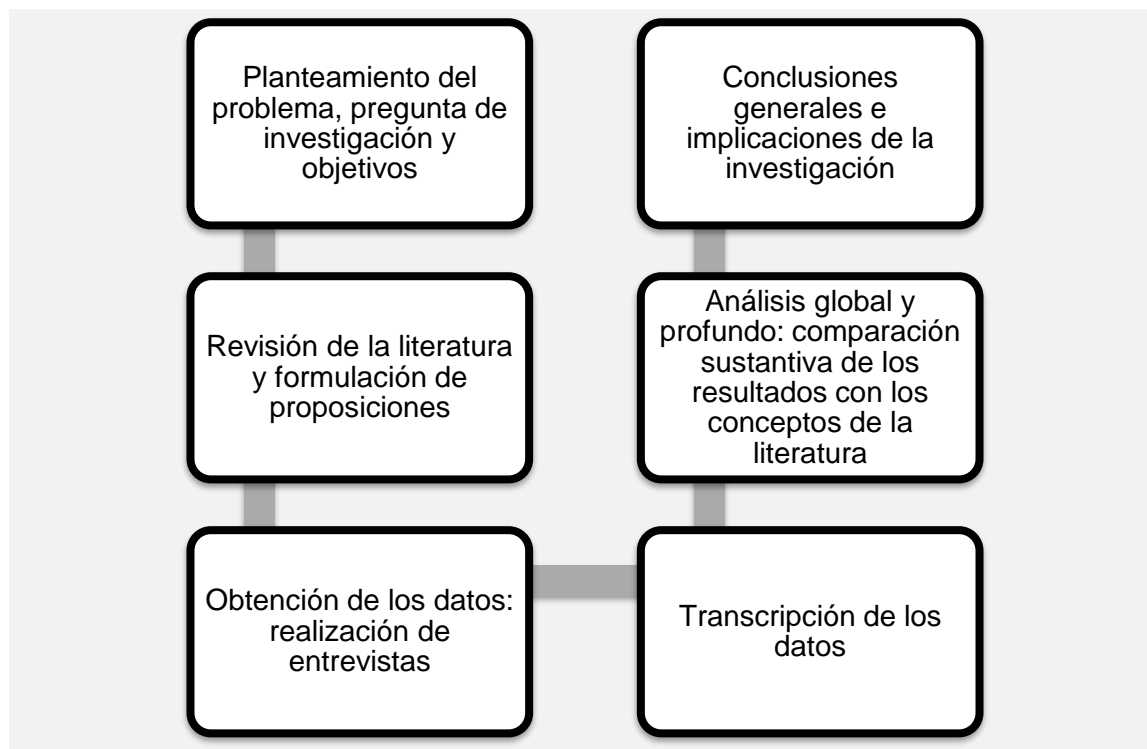 Planteamiento del
problema, pregunta de
investigación y
objetivos
Revisión de la literatura
y formulación de
proposiciones
Obtención de los datos:
realización de
entrevistas
Transcripción de los
datos
Análisis global y
profundo: comparación
sustantiva de los
resultados con los
conceptos de la
literatura
Conclusiones
generales e
implicaciones de la
investigación